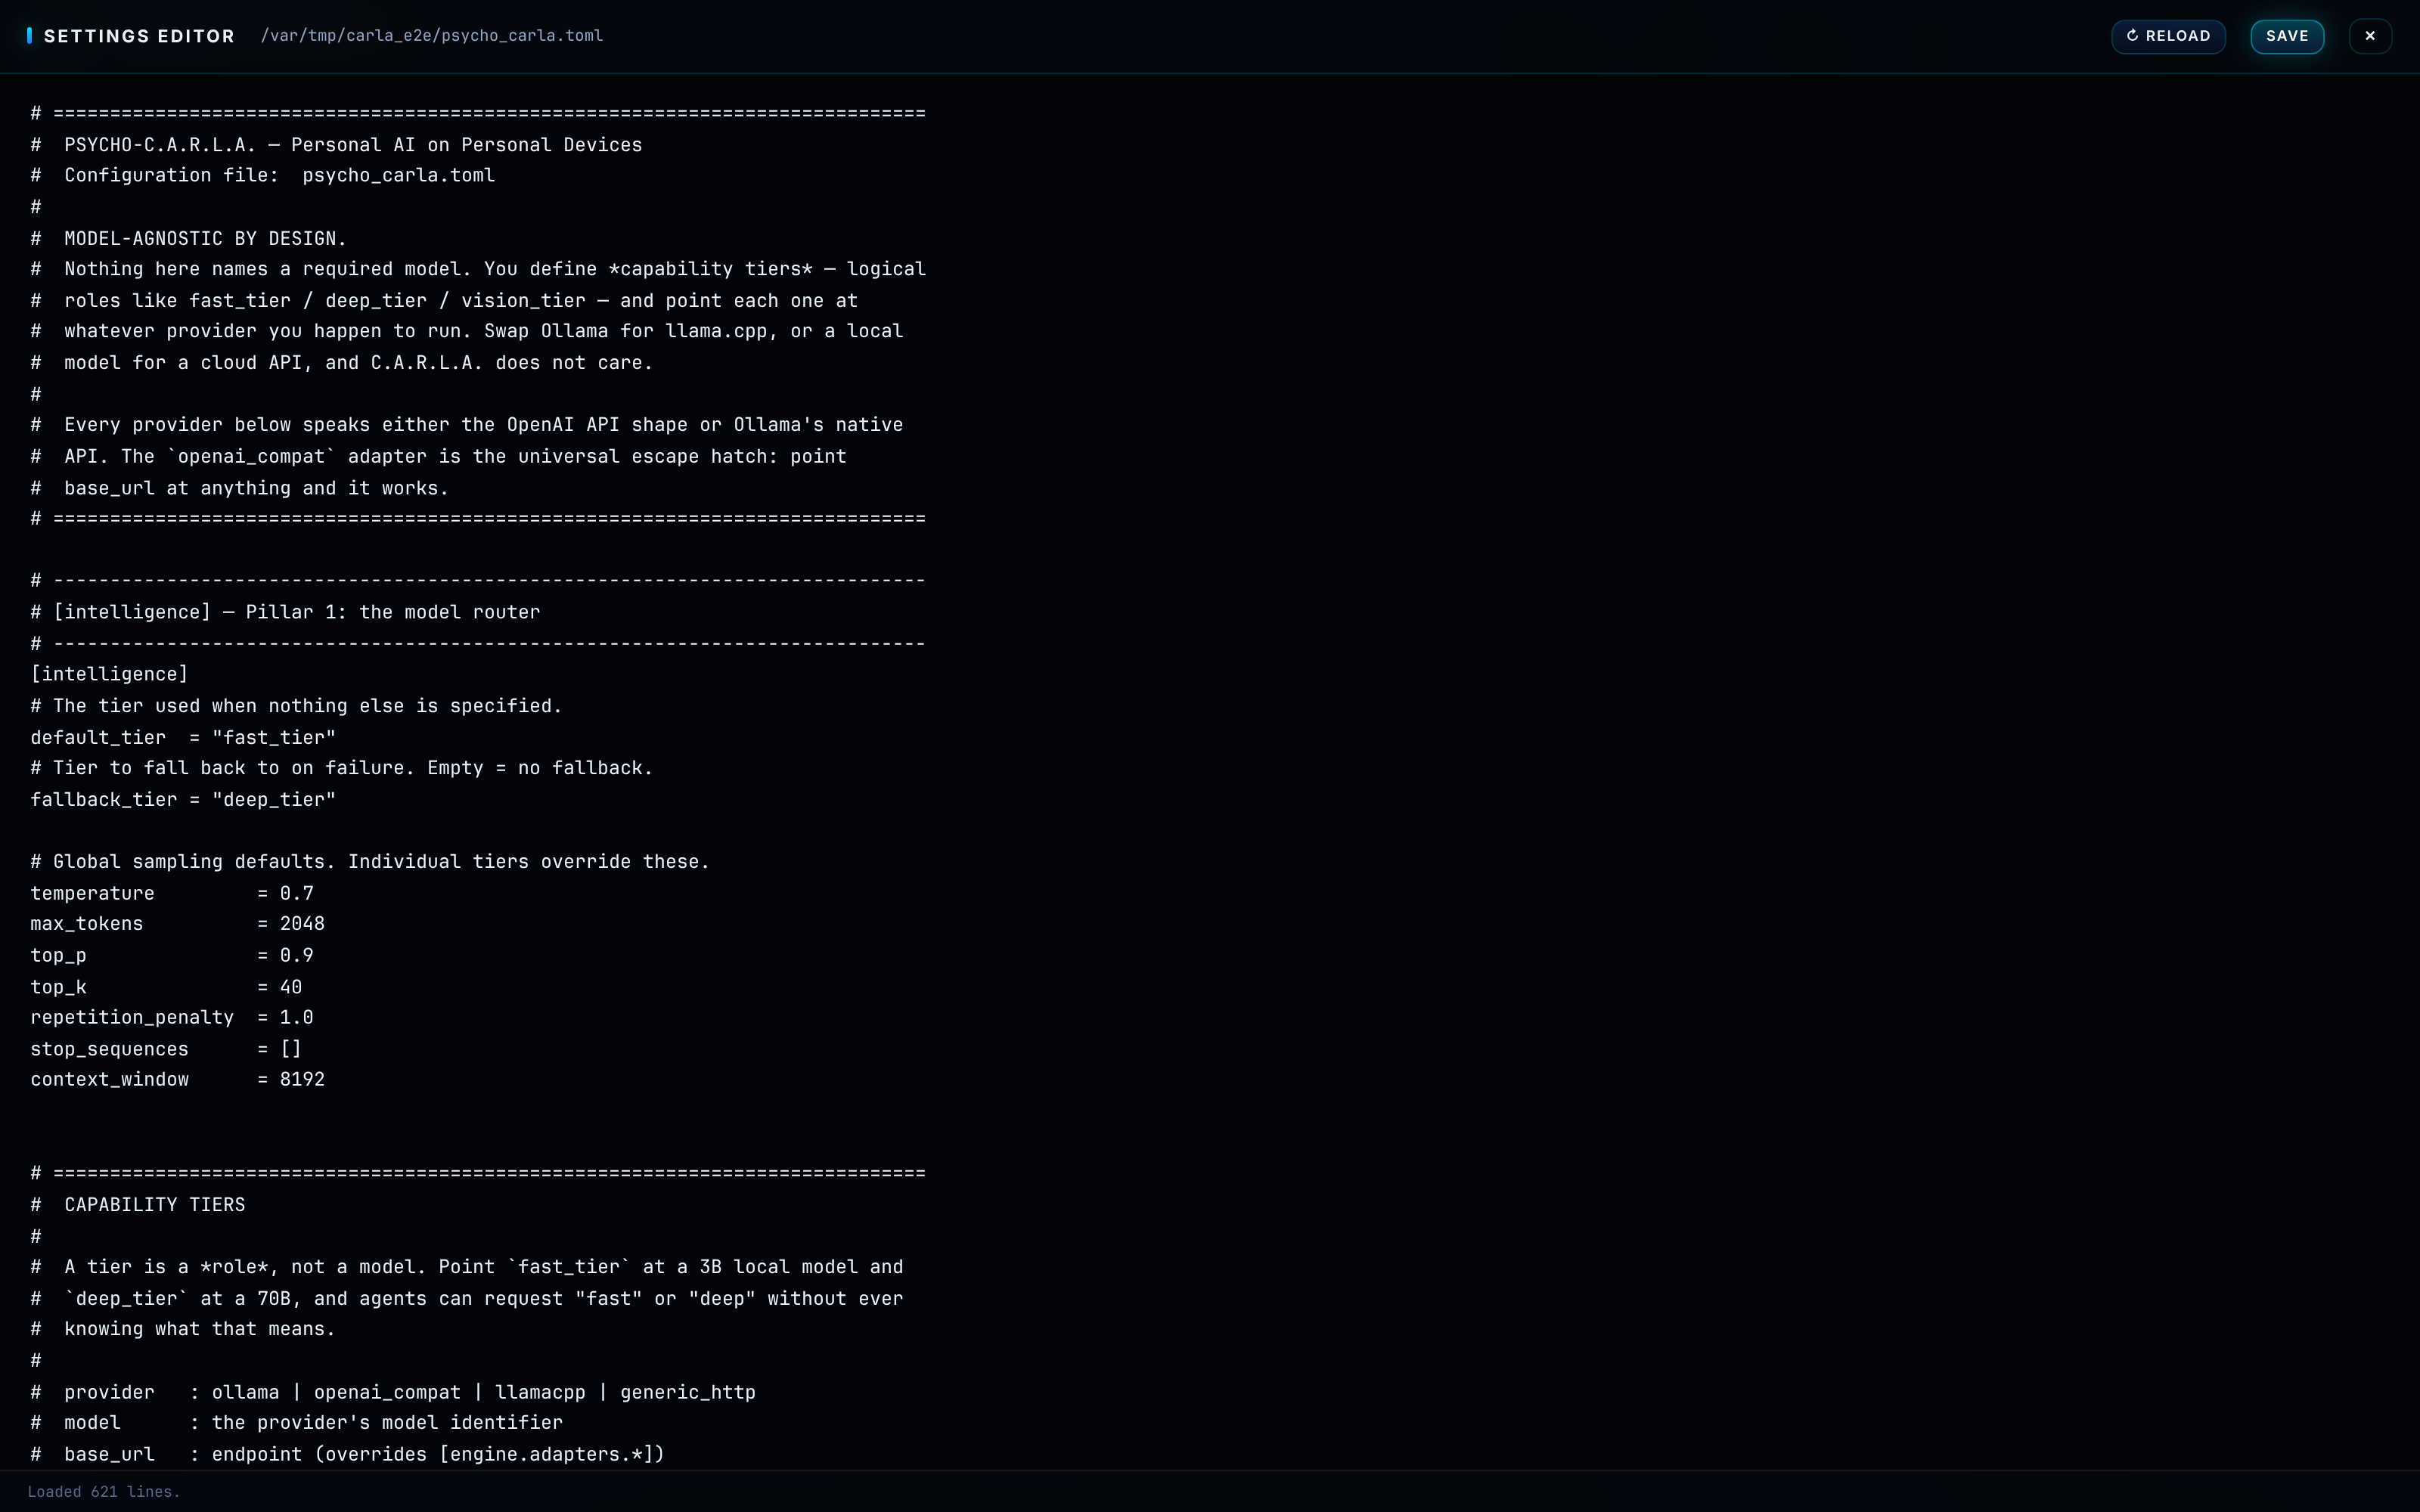 SETTINGS EDITOR /var/tmp/carla_e2e/psycho_carla.toml ↻ RELOAD SAVE ✕
# =============================================================================
#  PSYCHO-C.A.R.L.A. — Personal AI on Personal Devices
#  Configuration file:  psycho_carla.toml
#
#  MODEL-AGNOSTIC BY DESIGN.
#  Nothing here names a required model. You define *capability tiers* — logical
#  roles like fast_tier / deep_tier / vision_tier — and point each one at
#  whatever provider you happen to run. Swap Ollama for llama.cpp, or a local
#  model for a cloud API, and C.A.R.L.A. does not care.
#
#  Every provider below speaks either the OpenAI API shape or Ollama's native
#  API. The `openai_compat` adapter is the universal escape hatch: point
#  base_url at anything and it works.
# =============================================================================

# -----------------------------------------------------------------------------
# [intelligence] — Pillar 1: the model router
# -----------------------------------------------------------------------------
[intelligence]
# The tier used when nothing else is specified.
default_tier  = "fast_tier"
# Tier to fall back to on failure. Empty = no fallback.
fallback_tier = "deep_tier"

# Global sampling defaults. Individual tiers override these.
temperature         = 0.7
max_tokens          = 2048
top_p               = 0.9
top_k               = 40
repetition_penalty  = 1.0
stop_sequences      = []
context_window      = 8192

# =============================================================================
#  CAPABILITY TIERS
#
#  A tier is a *role*, not a model. Point `fast_tier` at a 3B local model and
#  `deep_tier` at a 70B, and agents can request "fast" or "deep" without ever
#  knowing what that means.
#
#  provider   : ollama | openai_compat | llamacpp | generic_http
#  model      : the provider's model identifier
#  base_url   : endpoint (overrides [engine.adapters.*])
Loaded 621 lines.